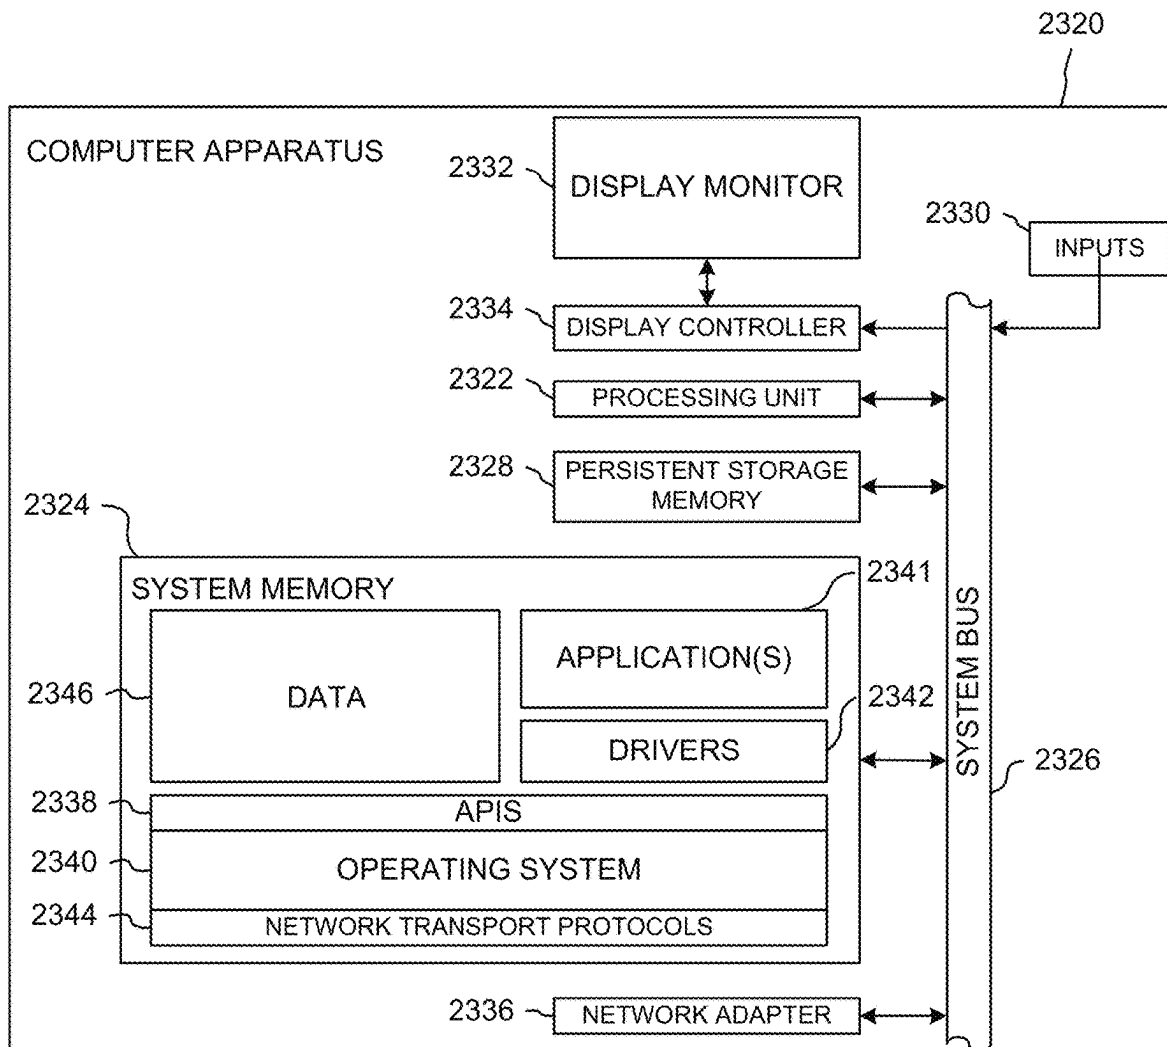 2320
COMPUTER APPARATUS
2332
DISPLAY MONITOR
2330
INPUTS
2334
DISPLAY CONTROLLER
2322
PROCESSING UNIT
2328
PERSISTENT STORAGE
MEMORY
2324
SYSTEM MEMORY
2341
APPLICATION(S)
2346
DATA
2342
DRIVERS
SYSTEM BUS
2326
2338
APIS
2340
OPERATING SYSTEM
2344
NETWORK TRANSPORT PROTOCOLS
2336
NETWORK ADAPTER